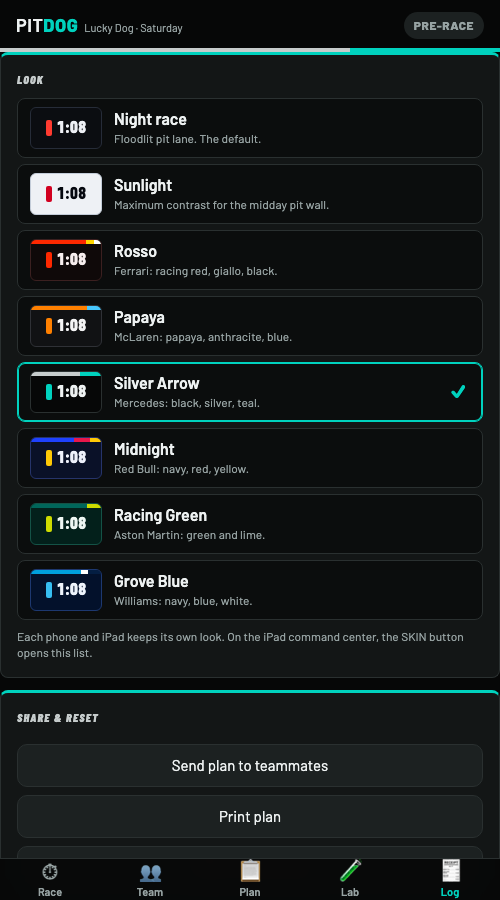 PITDOG Lucky Dog · Saturday
PRE-RACE
LOOK
1:08
Night race
Floodlit pit lane. The default.
1:08
Sunlight
Maximum contrast for the midday pit wall.
1:08
Rosso
Ferrari: racing red, giallo, black.
1:08
Papaya
McLaren: papaya, anthracite, blue.
1:08
Silver Arrow
Mercedes: black, silver, teal.
1:08
Midnight
Red Bull: navy, red, yellow.
1:08
Racing Green
Aston Martin: green and lime.
1:08
Grove Blue
Williams: navy, blue, white.
Each phone and iPad keeps its own look. On the iPad command center, the SKIN button
opens this list.
SHARE & RESET
Send plan to teammates
Print plan
Race
Team
Plan
Lab
Log